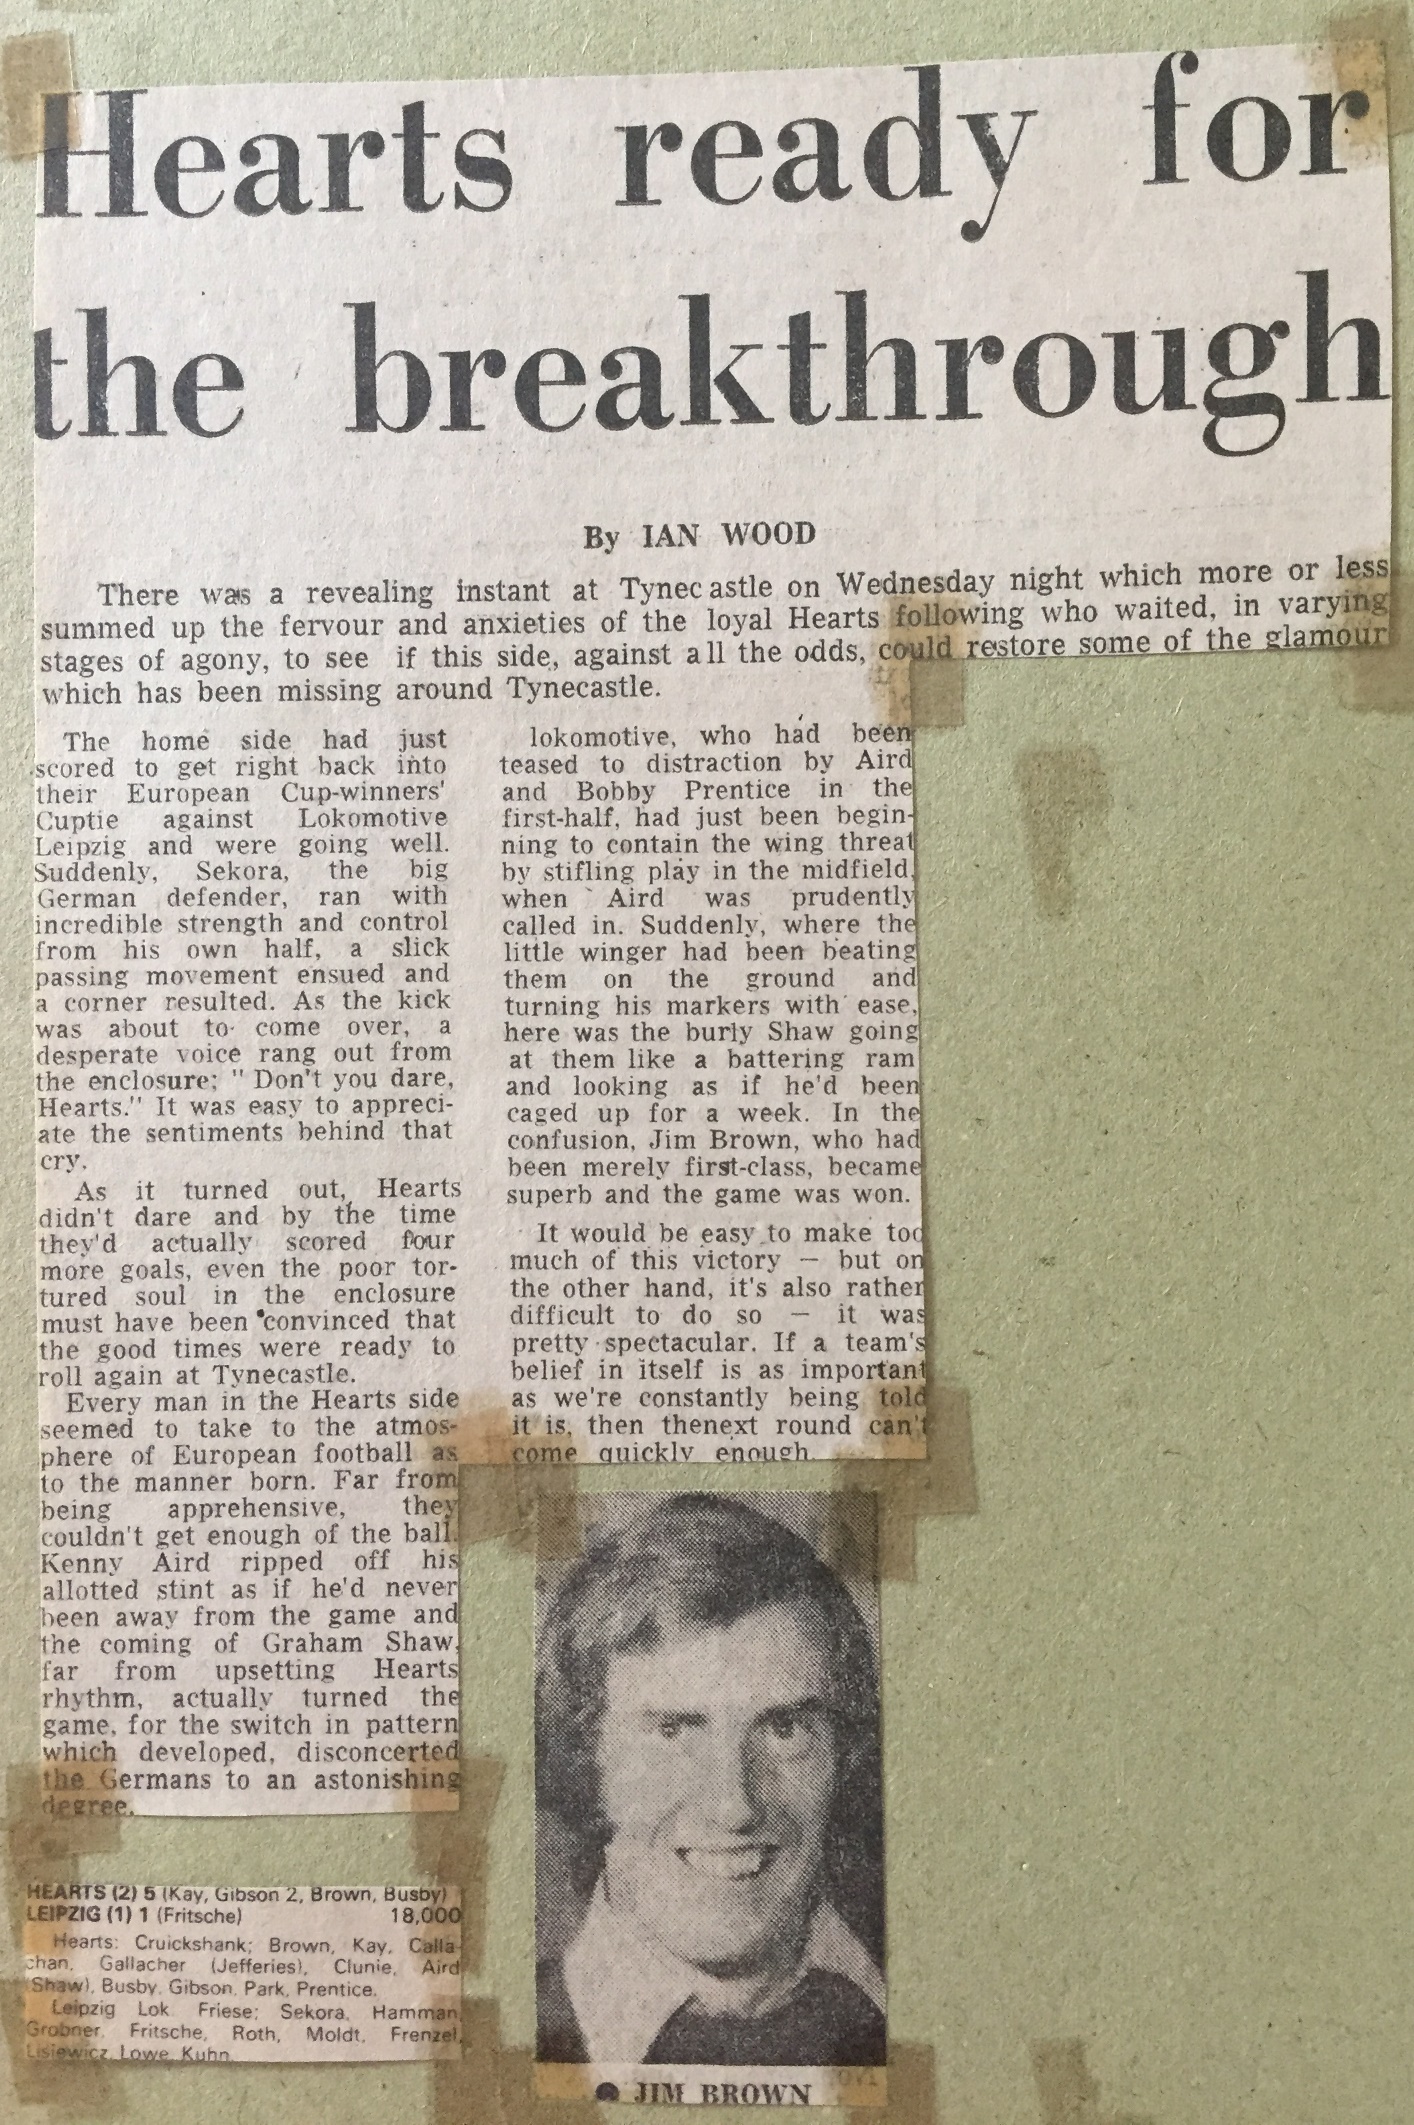 Hearts ready for
the breakthrough
By IAN WOOD
There was a revealing instant at Tynecastle on Wednesday night which more or less
summed up the fervour and anxieties of the loyal Hearts following who waited, in varying
stages of agony, to see if this side, against all the odds, could restore some of the glamour
which has been missing around Tynecastle.
The home side had just
scored to get right back into
their European Cup-winners'
Cuptie against Lokomotive
Leipzig and were going well.
Suddenly, Sekora, the big
German defender, ran with
incredible strength and control
from his own half, a slick
passing movement ensued and
a corner resulted. As the kick
was about to come over, a
desperate voice rang out from
the enclosure; " Don't you dare,
Hearts." It was easy to appreci-
ate the sentiments behind that
cry.
As it turned out, Hearts
didn't dare and by the time
they'd actually scored four
more goals, even the poor tor-
tured soul in the enclosure
must have been convinced that
the good times were ready to
roll again at Tynecastle.
Every man in the Hearts side
seemed to take to the atmos-
phere of European football as
to the manner born. Far from
being apprehensive, they
couldn't get enough of the ball.
Kenny Aird ripped off his
allotted stint as if he'd never
been away from the game and
the coming of Graham Shaw,
far from upsetting Hearts
rhythm, actually turned the
game, for the switch in pattern
which developed, disconcerted
the Germans to an astonishing
degree.
lokomotive, who had been
teased to distraction by Aird
and Bobby Prentice in the
first-half, had just been begin-
ning to contain the wing threat
by stifling play in the midfield,
when Aird was prudently
called in. Suddenly, where the
little winger had been beating
them on the ground and
turning his markers with ease,
here was the burly Shaw going
at them like a battering ram
and looking as if he'd been
caged up for a week. In the
confusion, Jim Brown, who had
been merely first-class, became
superb and the game was won.
It would be easy to make too
much of this victory — but on
the other hand, it's also rather
difficult to do so — it was
pretty spectacular. If a team's
belief in itself is as important
as we're constantly being told
it is, then thenext round can't
come quickly enough.
HEARTS (2) 5 (Kay, Gibson 2, Brown, Busby)
LEIPZIG (1) 1 (Fritsche) 18,000
Hearts: Cruickshank; Brown, Kay, Calla-
chan, Gallacher (Jefferies), Clunie, Aird
(Shaw), Busby, Gibson, Park, Prentice.
Leipzig Lok Friese; Sekora, Hamman,
Grobner, Fritsche, Roth, Moldt, Frenzel,
Lisiewicz, Lowe, Kuhn.
● JIM BROWN